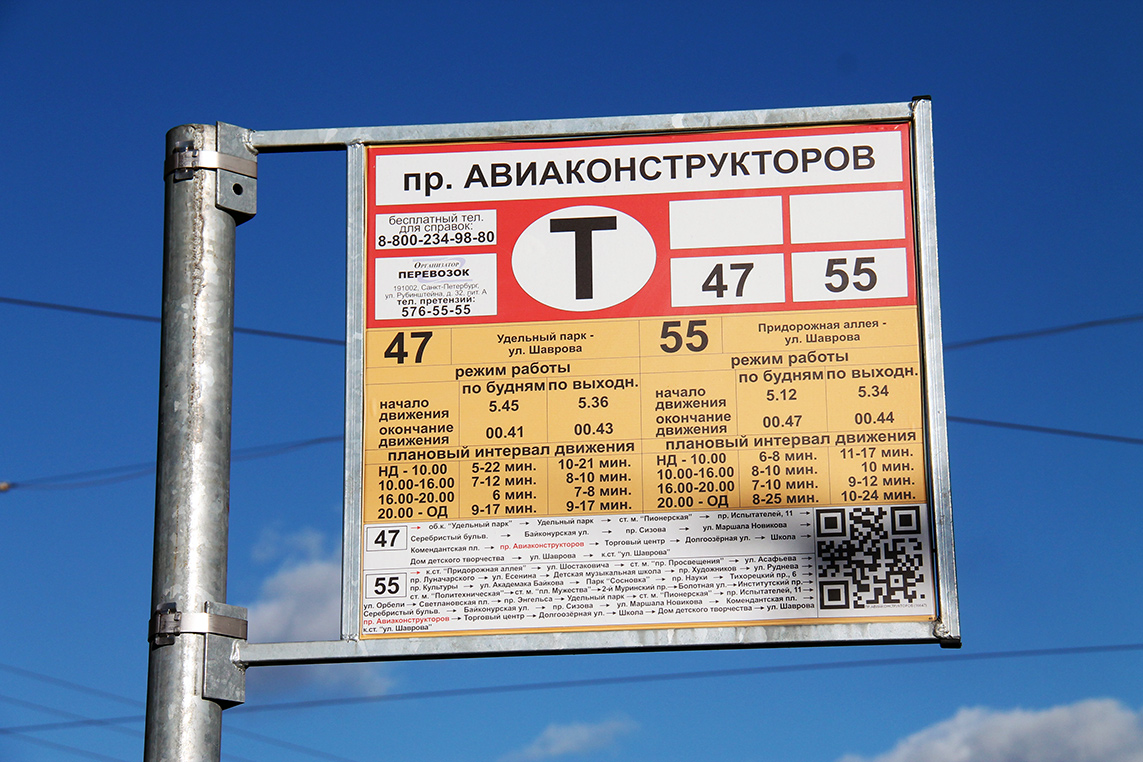 пр. АВИАКОНСТРУКТОРОВ
бесплатный тел.
для справок:
8-800-234-98-80
Организатор
ПЕРЕВОЗОК
191002, Санкт-Петербург,
ул. Рубинштейна, д. 32, лит. А
тел. претензий:
576-55-55
Т
47 55
47 Удельный парк -
ул. Шаврова
55 Придорожная аллея -
ул. Шаврова
режим работы
по будням по выходн.
начало
движения 5.45 5.36
окончание
движения 00.41 00.43
плановый интервал движения
НД - 10.00 5-22 мин. 10-21 мин.
10.00-16.00 7-12 мин. 8-10 мин.
16.00-20.00 6 мин. 7-8 мин.
20.00 - ОД 9-17 мин. 9-17 мин.
режим работы
по будням по выходн.
начало
движения 5.12 5.34
окончание
движения 00.47 00.44
плановый интервал движения
НД - 10.00 6-8 мин. 11-17 мин.
10.00-16.00 8-10 мин. 10 мин.
16.00-20.00 7-10 мин. 9-12 мин.
20.00 - ОД 8-25 мин. 10-24 мин.
47
→ об.к. "Удельный парк" → Удельный парк → ст. м. "Пионерская" → пр. Испытателей, 11 →
Серебристый бульв. → Байконурская ул. → пр. Сизова → ул. Маршала Новикова →
Комендантская пл. → пр. Авиаконструкторов → Торговый центр → Долгоозёрная ул. → Школа →
Дом детского творчества → ул. Шаврова → к.ст. "ул. Шаврова"
55
→ к.ст. "Придорожная аллея" → ул. Шостаковича → ст. м. "пр. Просвещения" → ул. Асафьева →
пр. Луначарского → ул. Есенина → Детская музыкальная школа → пр. Художников → ул. Руднева →
пр. Культуры → ул. Академика Байкова → Парк "Сосновка" → пр. Науки → Тихорецкий пр., 6 →
ст. м. "Политехническая" → ст. м. "пл. Мужества" → 2-й Муринский пр. → Болотная ул. → Институтский пр. →
ул. Орбели → Светлановская пл. → пр. Энгельса → Удельный парк → ст. м. "Пионерская" → пр. Испытателей, 11 →
Серебристый бульв. → Байконурская ул. → пр. Сизова → ул. Маршала Новикова → Комендантская пл. →
пр. Авиаконструкторов → Торговый центр → Долгоозёрная ул. → Школа → Дом детского творчества → ул. Шаврова →
к.ст. "ул. Шаврова"